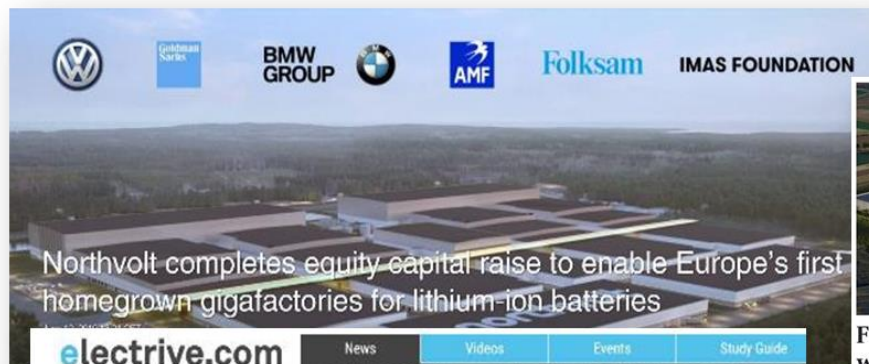 Goldman
Sachs
BMW
GROUP
BMW
AMF
Folksam
IMAS FOUNDATION
Northvolt completes equity capital raise to enable Europe's first
homegrown gigafactories for lithium-ion batteries
electrive.com
News
Videos
Events
Study Guide